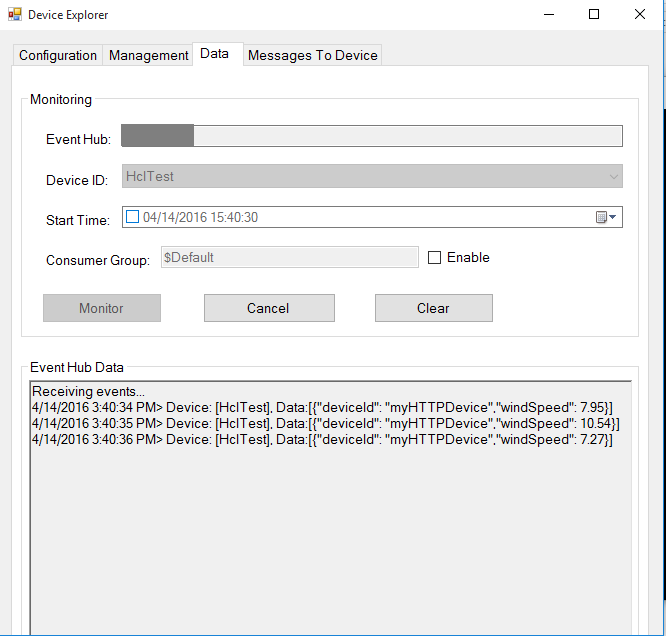 Device Explorer
Configuration Management Data Messages To Device
Monitoring
Event Hub:
Device ID: HclTest
Start Time: 04/14/2016 15:40:30
Consumer Group: $Default Enable
Monitor Cancel Clear
Event Hub Data
Receiving events...
4/14/2016 3:40:34 PM> Device: [HclTest], Data:[{"deviceId": "myHTTPDevice","windSpeed": 7.95}]
4/14/2016 3:40:35 PM> Device: [HclTest], Data:[{"deviceId": "myHTTPDevice","windSpeed": 10.54}]
4/14/2016 3:40:36 PM> Device: [HclTest], Data:[{"deviceId": "myHTTPDevice","windSpeed": 7.27}]